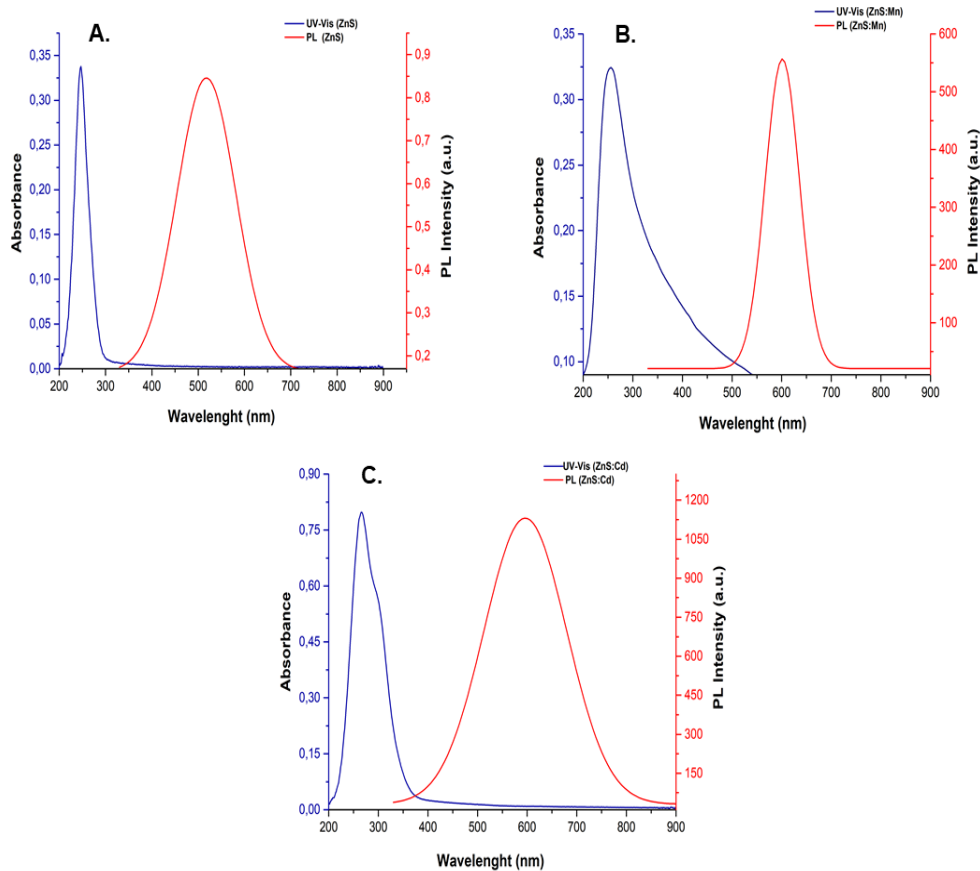 A.
UV-Vis (ZnS)
PL (ZnS)
0,35
0,30
0,25
0,20
0,15
0,10
0,05
0,00
Absorbance
0,9
0,8
0,7
0,6
0,5
0,4
0,3
0,2
PL Intensity (a.u.)
200 300 400 500 600 700 800 900
Wavelenght (nm)
B.
UV-Vis (ZnS:Mn)
PL (ZnS:Mn)
0,35
0,30
0,25
0,20
0,15
0,10
Absorbance
600
500
400
300
200
100
PL Intensity (a.u.)
200 300 400 500 600 700 800 900
Wavelenght (nm)
C.
UV-Vis (ZnS:Cd)
PL (ZnS:Cd)
0,90
0,75
0,60
0,45
0,30
0,15
0,00
Absorbance
1200
1050
900
750
600
450
300
150
PL Intensity (a.u.)
200 300 400 500 600 700 800 900
Wavelenght (nm)